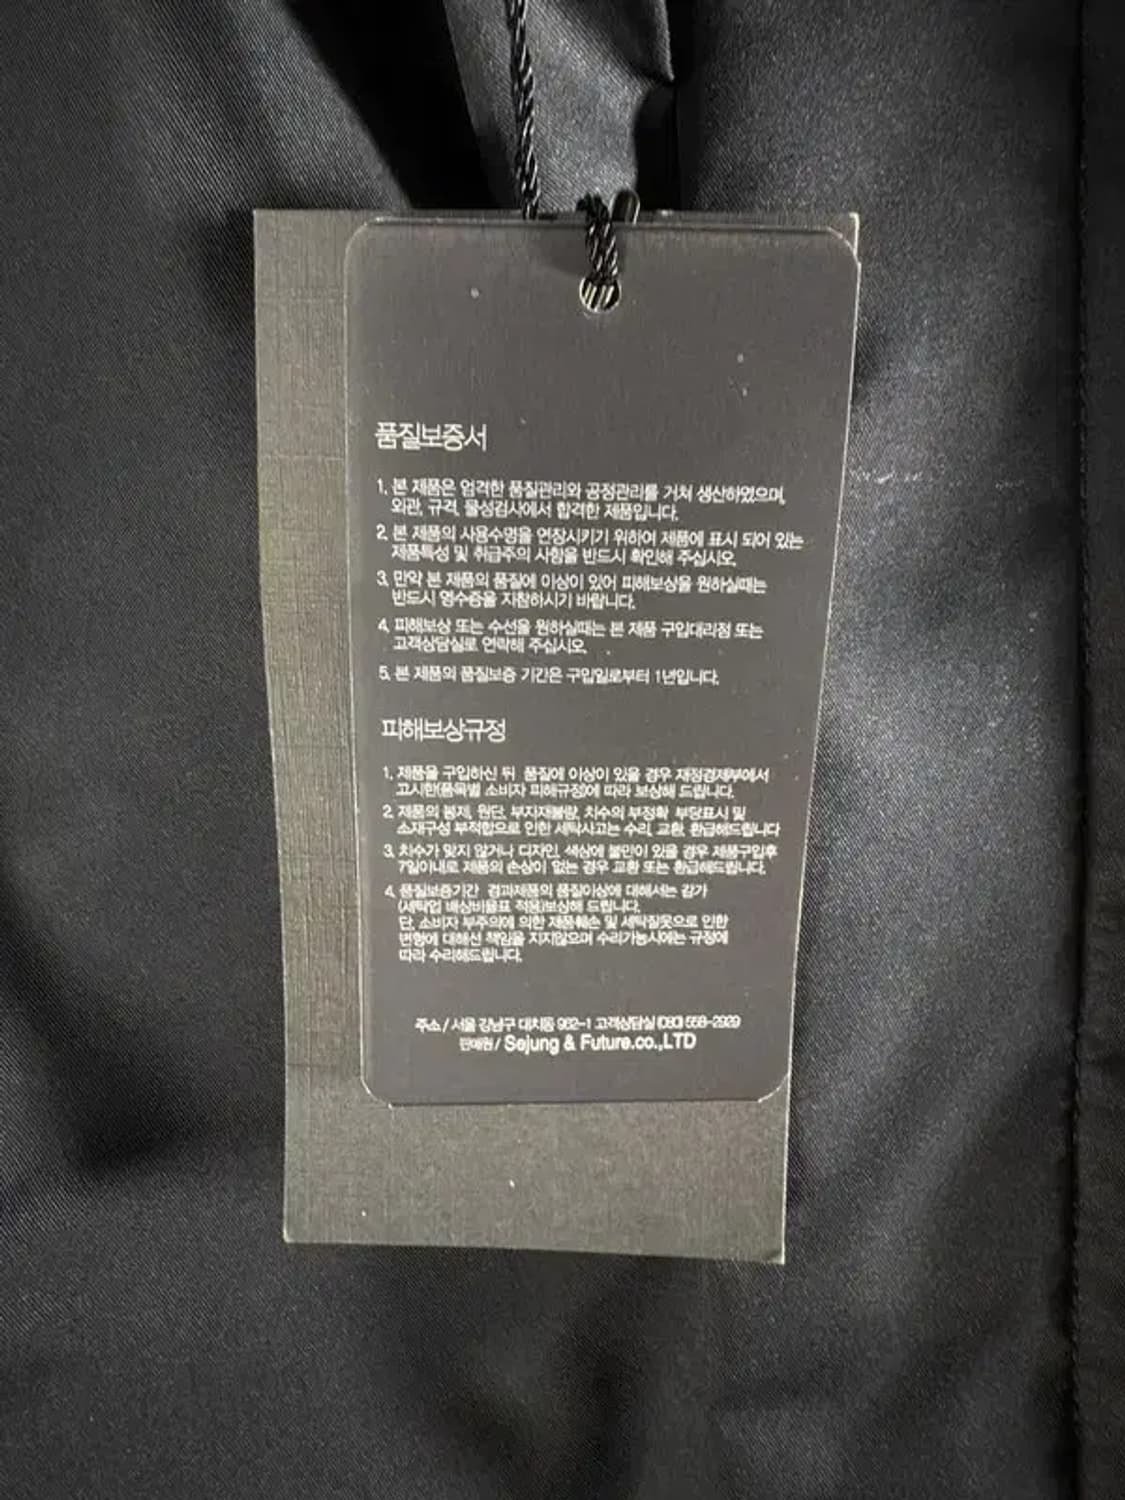 품질보증서
1. 본 제품은 엄격한 품질관리와 공정관리를 거쳐 생산하였으며,
외관, 규격, 물성검사에서 합격한 제품입니다.
2. 본 제품의 사용수명을 연장시키기 위하여 제품에 표시 되어 있는
제품특성 및 취급주의 사항을 반드시 확인해 주십시오.
3. 만약 본 제품의 품질에 이상이 있어 피해보상을 원하실때는
반드시 영수증을 지참하시기 바랍니다.
4. 피해보상 또는 수선을 원하실때는 본 제품 구입대리점 또는
고객상담실로 연락해 주십시오.
5. 본 제품의 품질보증 기간은 구입일로부터 1년입니다.
피해보상규정
1. 제품을 구입하신 뒤 품질에 이상이 있을 경우 재정경제부에서
고시한(품목별 소비자 피해규정)에 따라 보상해 드립니다.
2. 제품의 봉제, 원단, 부자재불량, 치수의 부정확 부당표시 및
소재구성 부적합으로 인한 세탁사고는 수리, 교환, 환급해드립니다
3. 치수가 맞지 않거나 디자인, 색상에 불만이 있을 경우 제품구입후
7일이내로 제품의 손상이 없는 경우 교환 또는 환급해드립니다.
4. 품질보증기간 경과제품의 품질이상에 대해서는 감가
(세탁업 배상비율표 적용)보상해 드립니다.
단, 소비자 부주의에 의한 제품훼손 및 세탁잘못으로 인한
변형에 대해선 책임을 지지않으며 수리가능시에는 규정에
따라 수리해드립니다.
주소 / 서울 강남구 대치동 982-1 고객상담실 (080) 558-2929
판매원 / Sejung & Future.co.,LTD